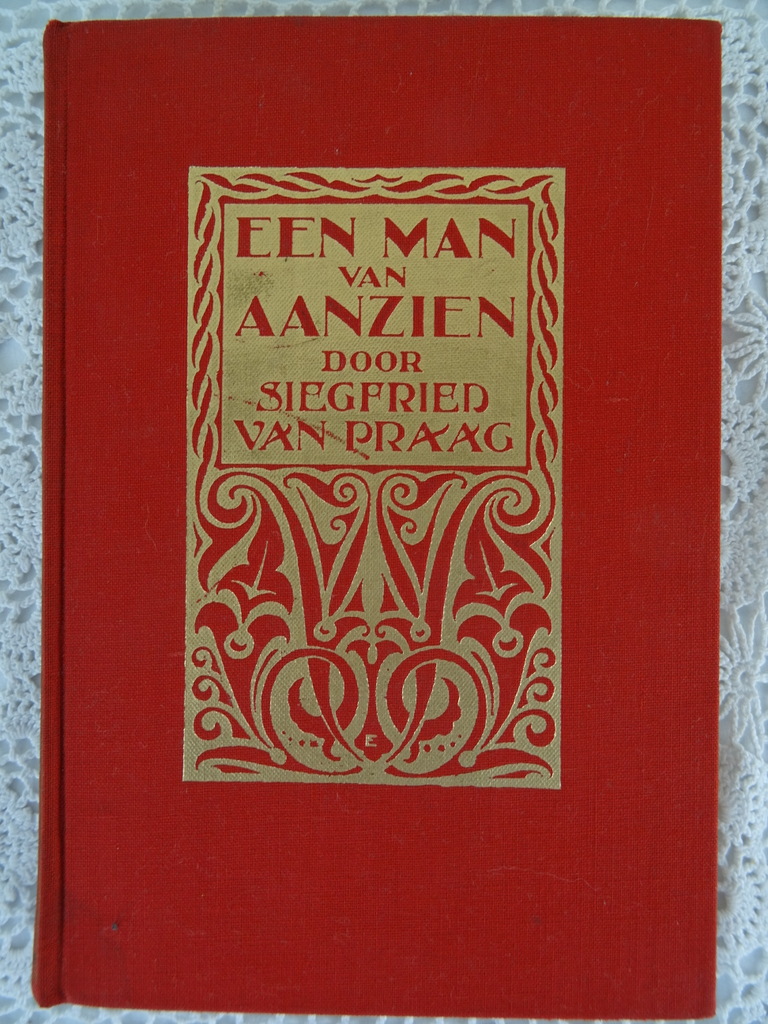 EEN MAN
VAN
AANZIEN
DOOR
SIEGFRIED
VAN PRAAG
E